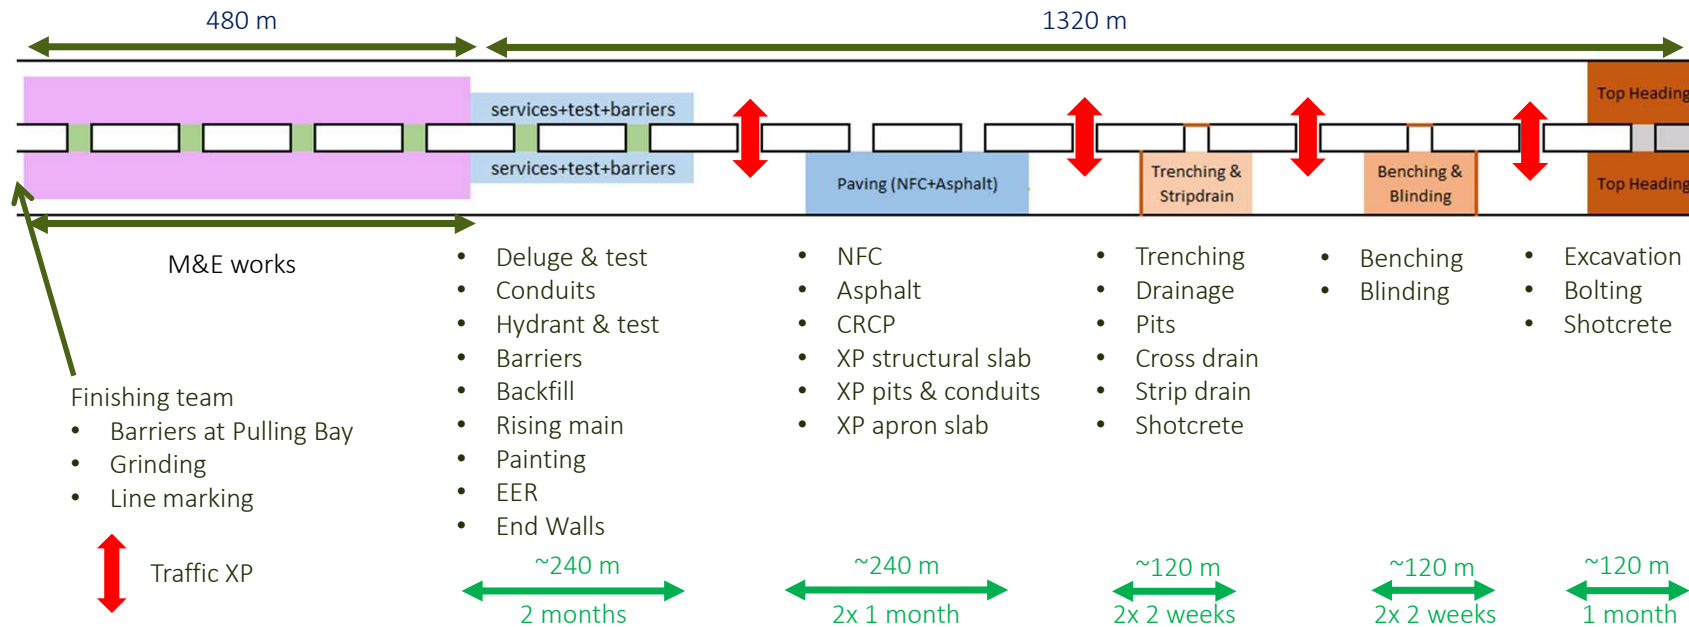 480 m
1320 m
services+test+barriers
Top Heading
services+test+barriers
Paving (NFC+Asphalt)
Trenching &
Stripdrain
Benching &
Blinding
Top Heading
M&E works
• Deluge & test
• Conduits
• Hydrant & test
• Barriers
• Backfill
• Rising main
• Painting
• EER
• End Walls
• NFC
• Asphalt
• CRCP
• XP structural slab
• XP pits & conduits
• XP apron slab
• Trenching
• Drainage
• Pits
• Cross drain
• Strip drain
• Shotcrete
• Benching
• Blinding
• Excavation
• Bolting
• Shotcrete
Finishing team
• Barriers at Pulling Bay
• Grinding
• Line marking
Traffic XP
~240 m
2 months
~240 m
2x 1 month
~120 m
2x 2 weeks
~120 m
2x 2 weeks
~120 m
1 month